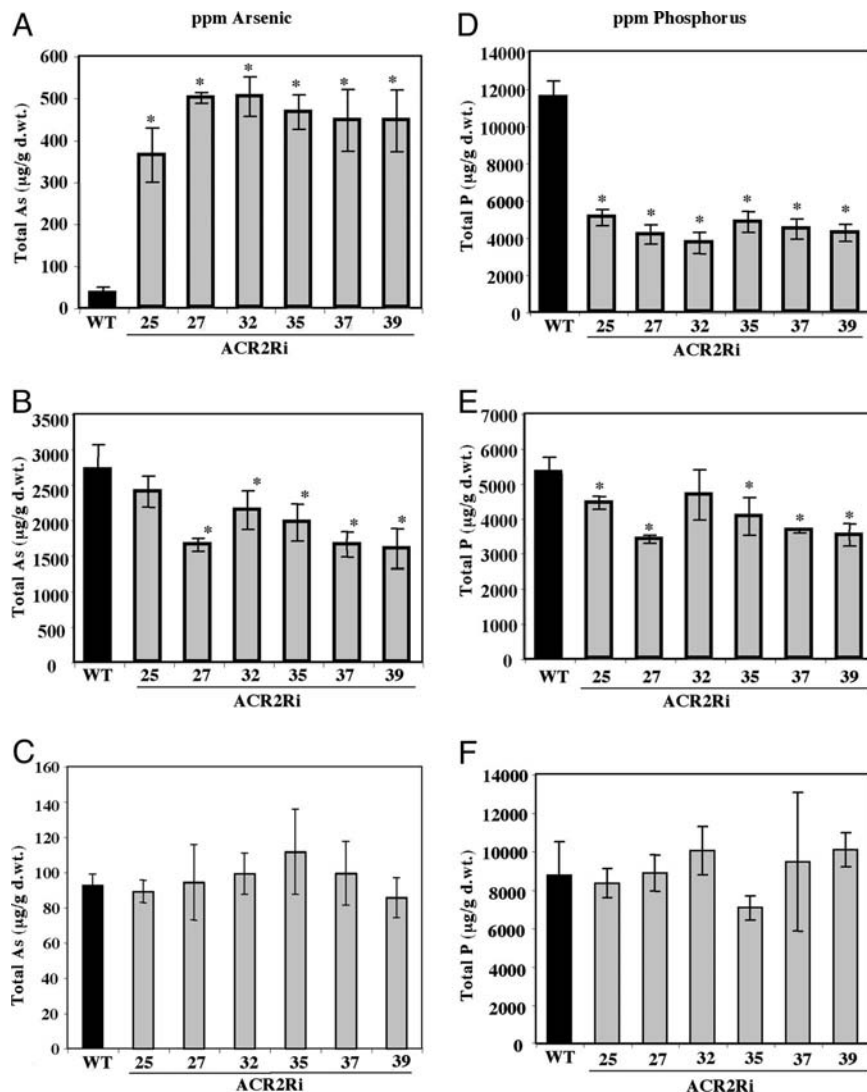 ppm Arsenic
A
Total As (µg/g d.wt.)
600
500
400
300
200
100
0
* * * * * *
WT 25 27 32 35 37 39
ACR2Ri
ppm Phosphorus
D
Total P (µg/g d.wt.)
14000
12000
10000
8000
6000
4000
2000
0
* * * * * *
WT 25 27 32 35 37 39
ACR2Ri
B
Total As (µg/g d.wt.)
3500
3000
2500
2000
1500
1000
500
0
* * * * *
WT 25 27 32 35 37 39
ACR2Ri
E
Total P (µg/g d.wt.)
7000
6000
5000
4000
3000
2000
1000
0
* * * * *
WT 25 27 32 35 37 39
ACR2Ri
C
Total As (µg/g d.wt.)
160
140
120
100
80
60
40
20
0
WT 25 27 32 35 37 39
ACR2Ri
F
Total P (µg/g d.wt.)
14000
12000
10000
8000
6000
4000
2000
0
WT 25 27 32 35 37 39
ACR2Ri